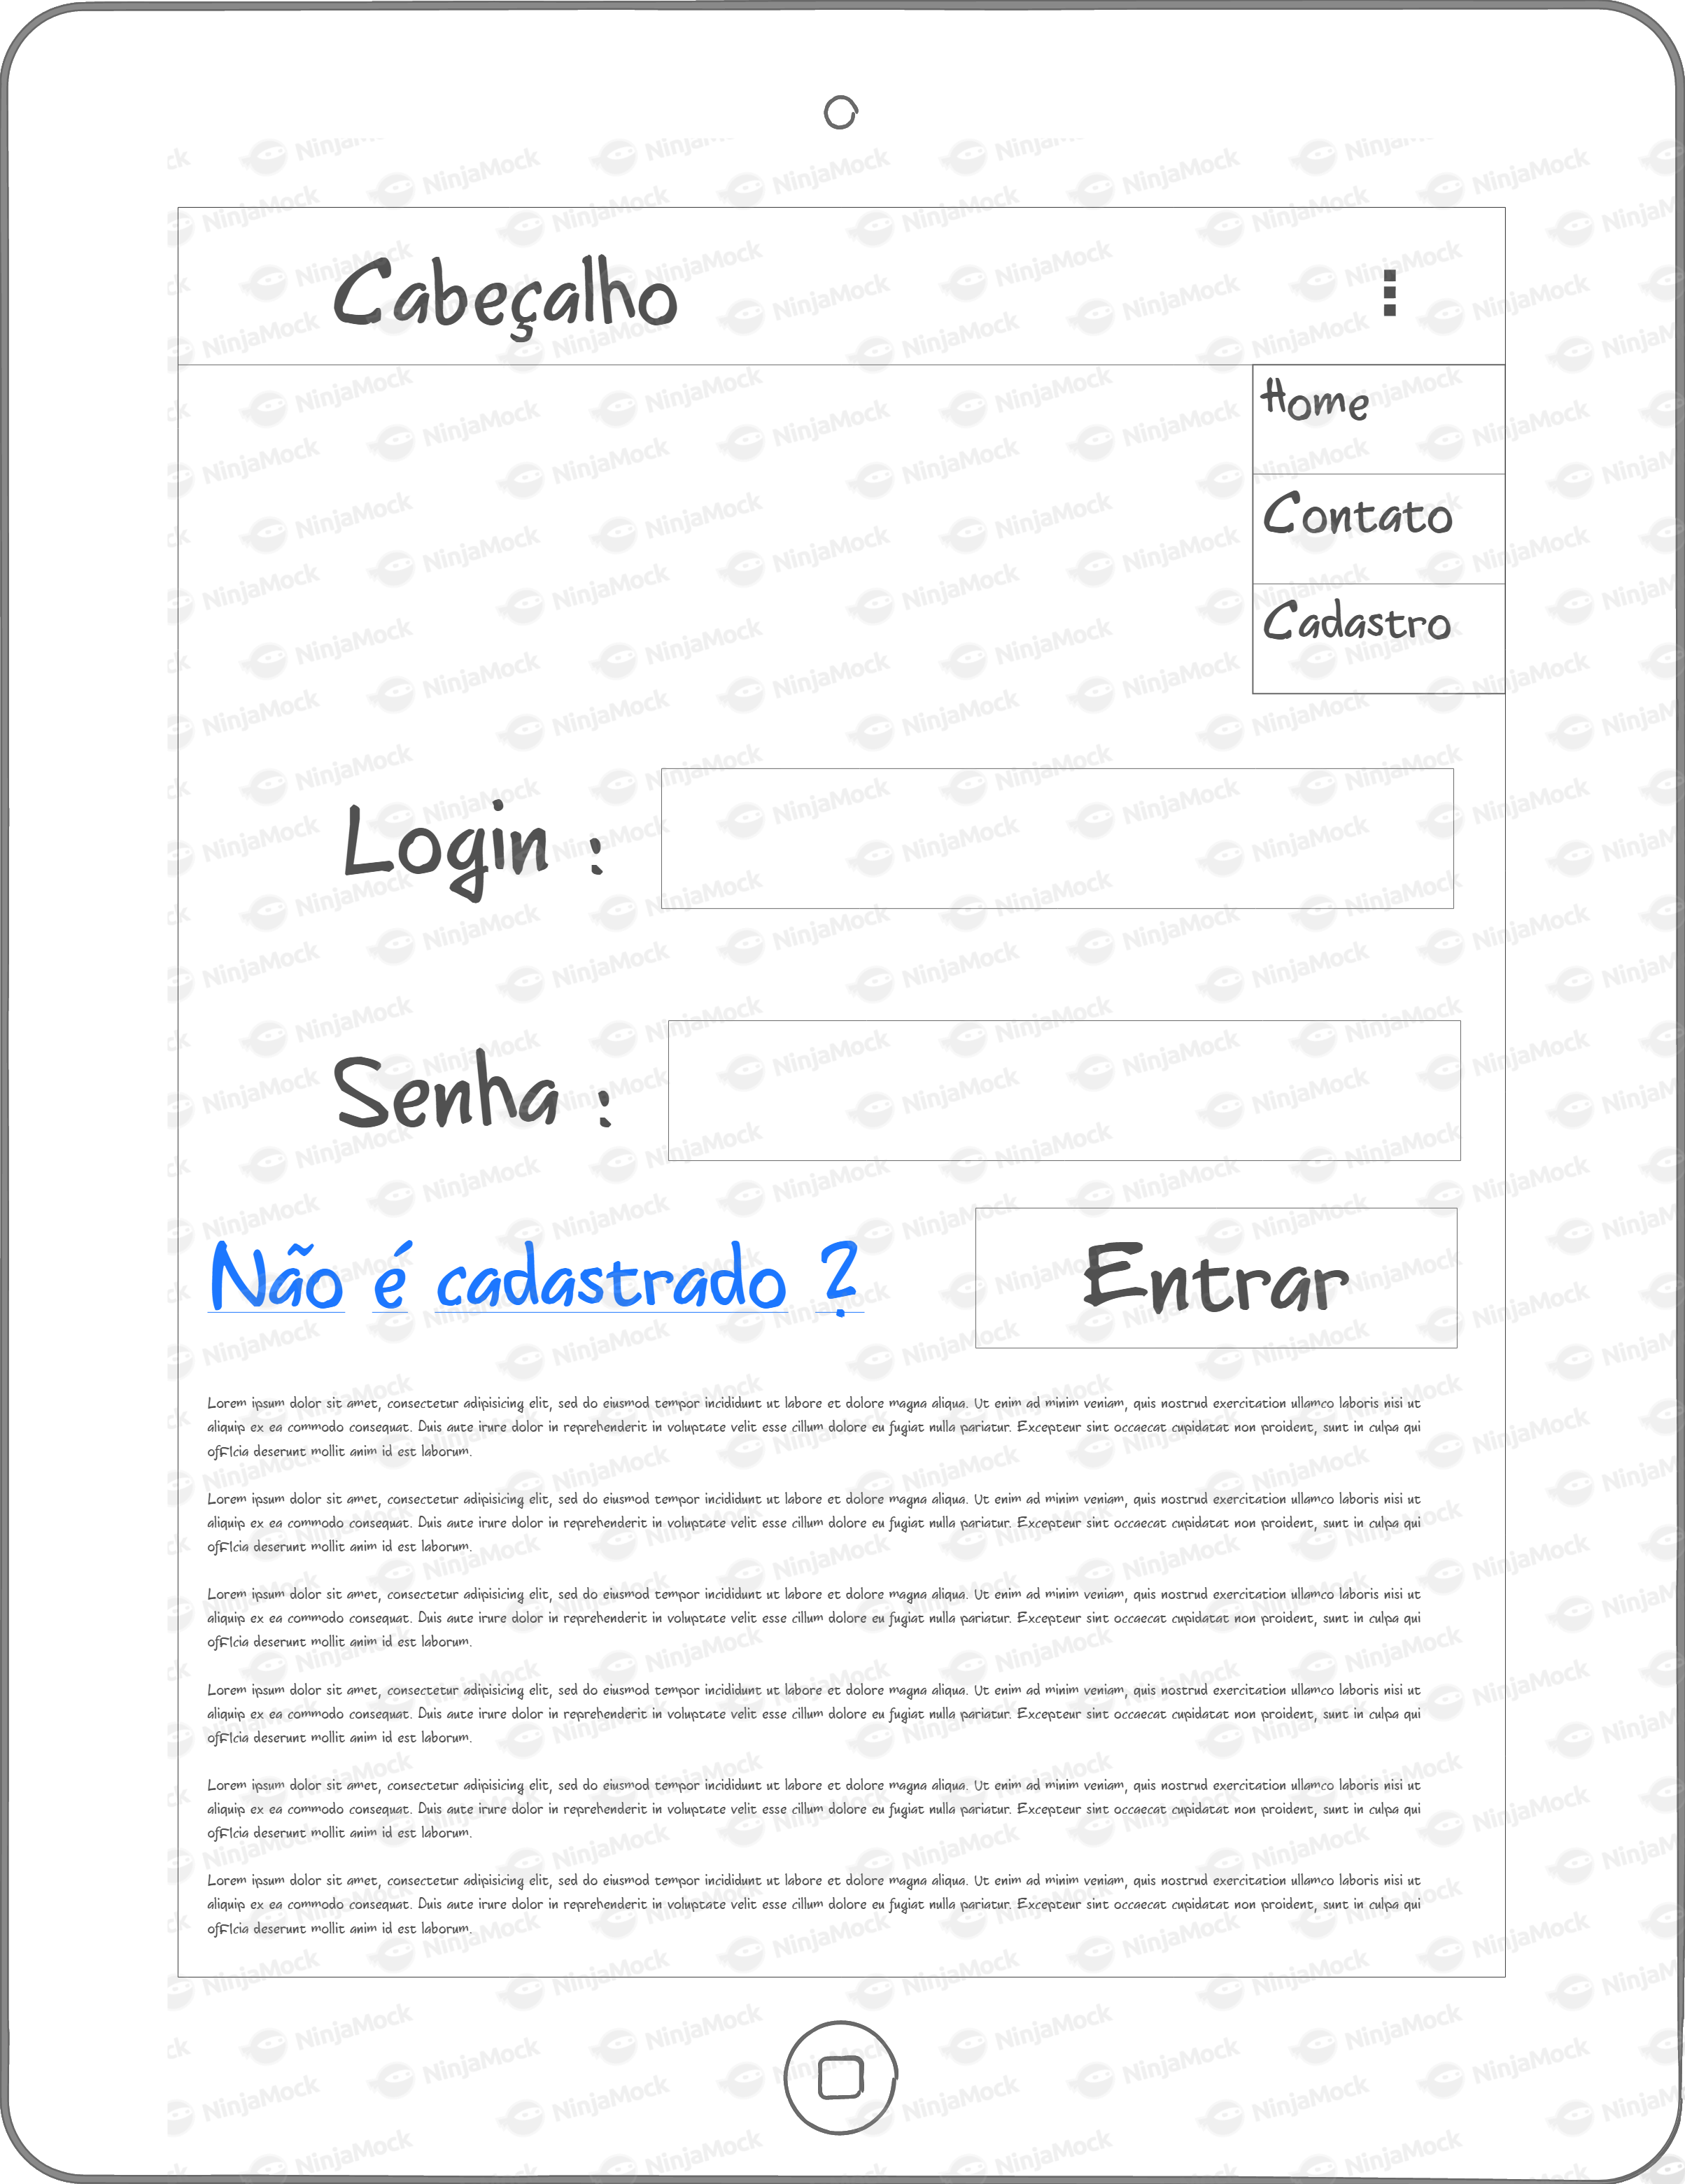 Cabeçalho
Home
Contato
Cadastro
Login :
Senha :
Não é cadastrado ?
Entrar
Lorem ipsum dolor sit amet, consectetur adipisicing elit, sed do eiusmod tempor incididunt ut labore et dolore magna aliqua. Ut enim ad minim veniam, quis nostrud exercitation ullamco laboris nisi ut
aliquip ex ea commodo consequat. Duis aute irure dolor in reprehenderit in voluptate velit esse cillum dolore eu fugiat nulla pariatur. Excepteur sint occaecat cupidatat non proident, sunt in culpa qui
officia deserunt mollit anim id est laborum.
Lorem ipsum dolor sit amet, consectetur adipisicing elit, sed do eiusmod tempor incididunt ut labore et dolore magna aliqua. Ut enim ad minim veniam, quis nostrud exercitation ullamco laboris nisi ut
aliquip ex ea commodo consequat. Duis aute irure dolor in reprehenderit in voluptate velit esse cillum dolore eu fugiat nulla pariatur. Excepteur sint occaecat cupidatat non proident, sunt in culpa qui
officia deserunt mollit anim id est laborum.
Lorem ipsum dolor sit amet, consectetur adipisicing elit, sed do eiusmod tempor incididunt ut labore et dolore magna aliqua. Ut enim ad minim veniam, quis nostrud exercitation ullamco laboris nisi ut
aliquip ex ea commodo consequat. Duis aute irure dolor in reprehenderit in voluptate velit esse cillum dolore eu fugiat nulla pariatur. Excepteur sint occaecat cupidatat non proident, sunt in culpa qui
officia deserunt mollit anim id est laborum.
Lorem ipsum dolor sit amet, consectetur adipisicing elit, sed do eiusmod tempor incididunt ut labore et dolore magna aliqua. Ut enim ad minim veniam, quis nostrud exercitation ullamco laboris nisi ut
aliquip ex ea commodo consequat. Duis aute irure dolor in reprehenderit in voluptate velit esse cillum dolore eu fugiat nulla pariatur. Excepteur sint occaecat cupidatat non proident, sunt in culpa qui
officia deserunt mollit anim id est laborum.
Lorem ipsum dolor sit amet, consectetur adipisicing elit, sed do eiusmod tempor incididunt ut labore et dolore magna aliqua. Ut enim ad minim veniam, quis nostrud exercitation ullamco laboris nisi ut
aliquip ex ea commodo consequat. Duis aute irure dolor in reprehenderit in voluptate velit esse cillum dolore eu fugiat nulla pariatur. Excepteur sint occaecat cupidatat non proident, sunt in culpa qui
officia deserunt mollit anim id est laborum.
Lorem ipsum dolor sit amet, consectetur adipisicing elit, sed do eiusmod tempor incididunt ut labore et dolore magna aliqua. Ut enim ad minim veniam, quis nostrud exercitation ullamco laboris nisi ut
aliquip ex ea commodo consequat. Duis aute irure dolor in reprehenderit in voluptate velit esse cillum dolore eu fugiat nulla pariatur. Excepteur sint occaecat cupidatat non proident, sunt in culpa qui
officia deserunt mollit anim id est laborum.
NinjaMock